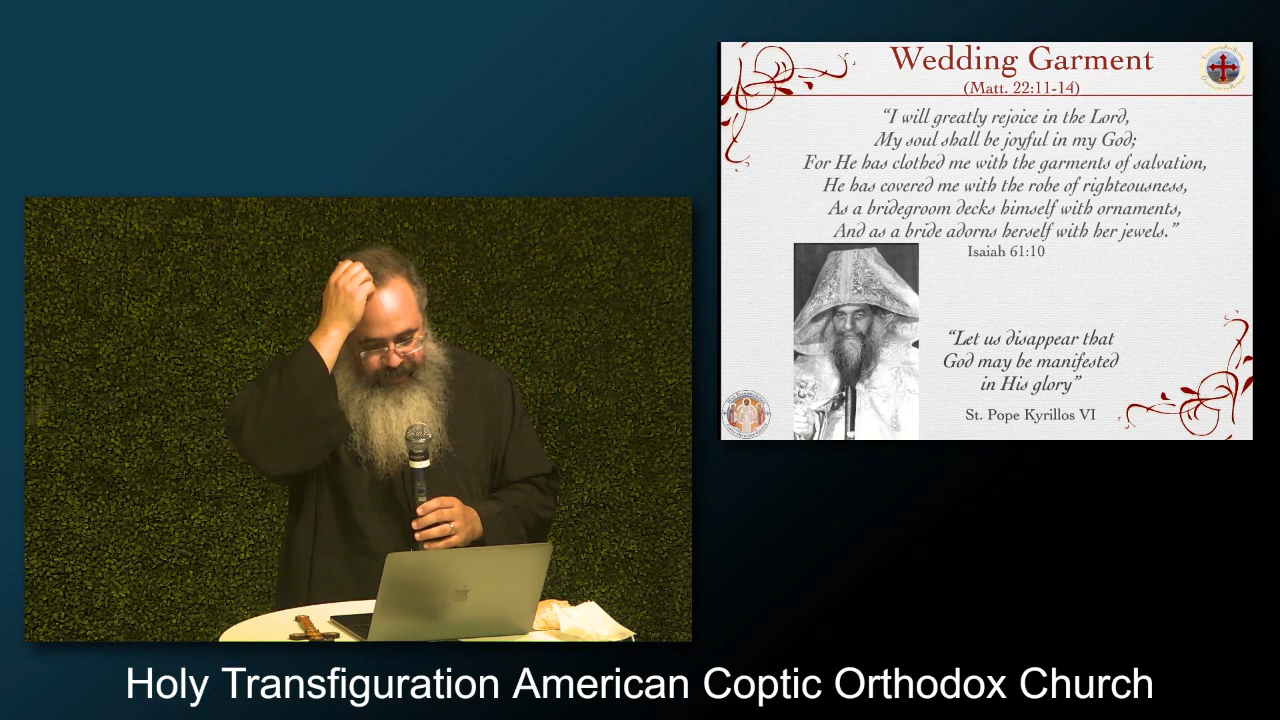 Wedding Garment
(Matt. 22:11-14)
“I will greatly rejoice in the Lord,
My soul shall be joyful in my God;
For He has clothed me with the garments of salvation,
He has covered me with the robe of righteousness,
As a bridegroom decks himself with ornaments,
And as a bride adorns herself with her jewels.”
Isaiah 61:10
“Let us disappear that
God may be manifested
in His glory”
St. Pope Kyrillos VI
Holy Transfiguration American Coptic Orthodox Church